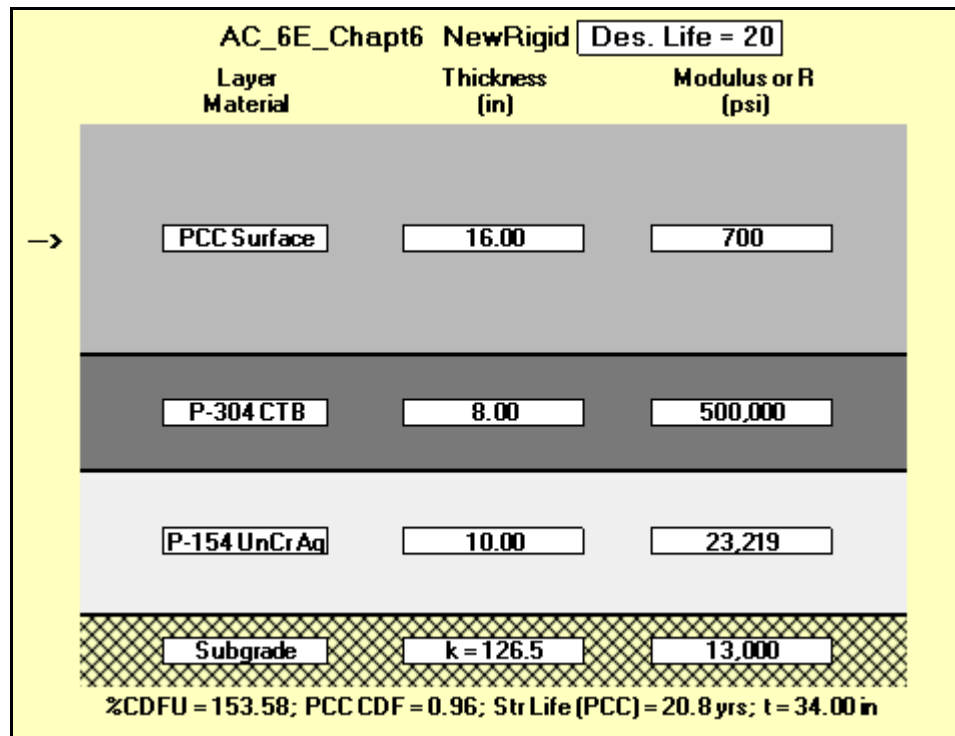 AC_6E_Chapt6 NewRigid Des. Life = 20
Layer Material Thickness (in) Modulus or R (psi)
--> PCC Surface 16.00 700
P-304 CTB 8.00 500,000
P-154 UnCrAg 10.00 23,219
Subgrade k = 126.5 13,000
%CDFU = 153.58; PCC CDF = 0.96; Str Life (PCC) = 20.8 yrs; t = 34.00 in